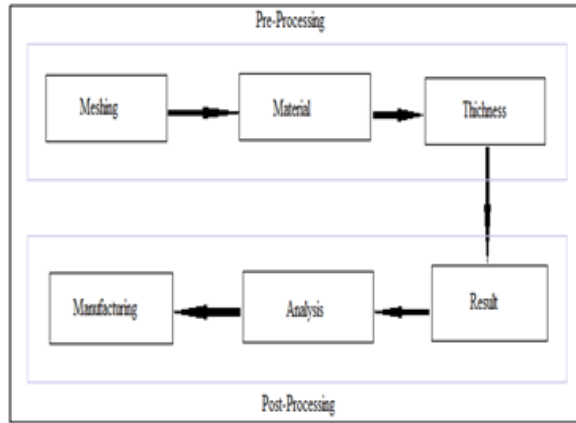 Pre-Processing
Meshing
Material
Thichness
Manufacturing
Analysis
Result
Post-Processing